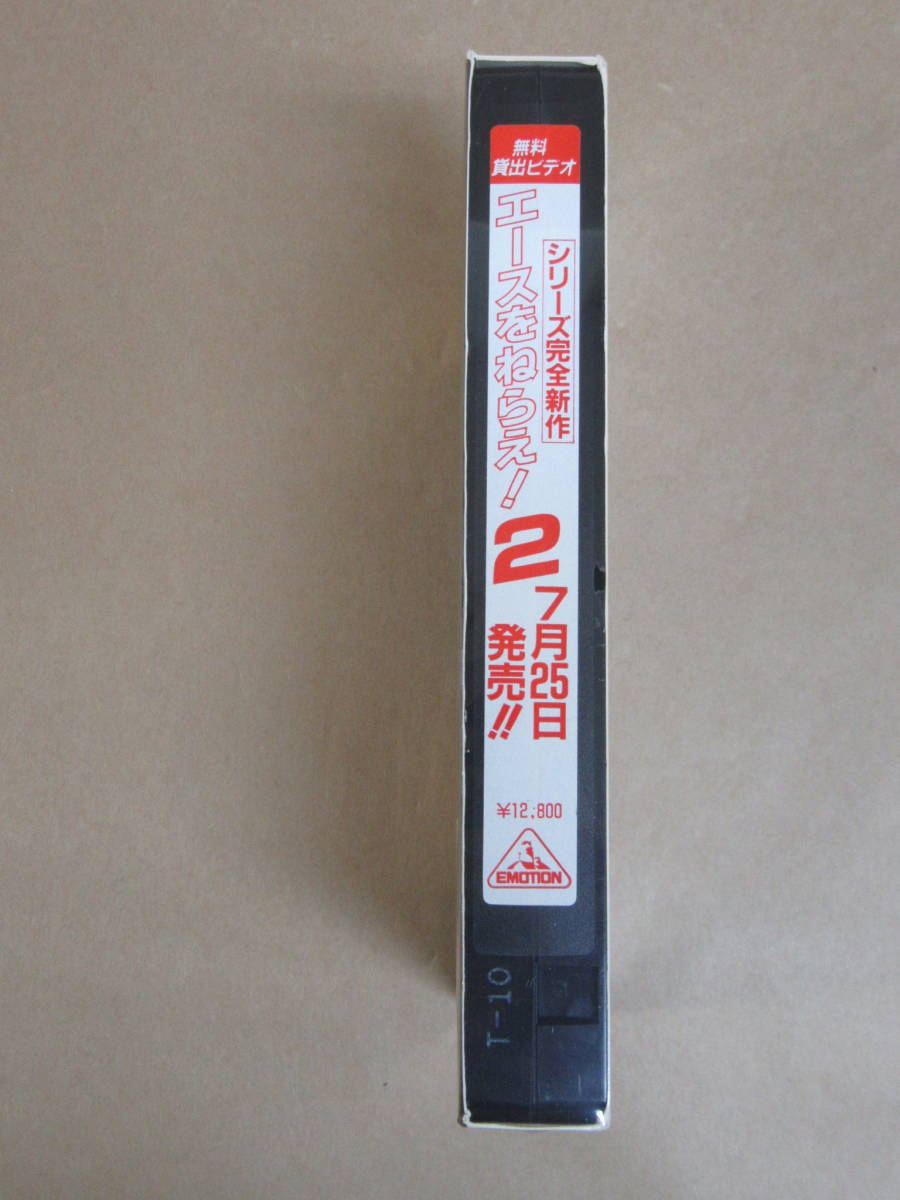 無料
貸出ビデオ
シリーズ完全新作
エースをねらえ!
2
7月25日
発売!!
¥12,800
EMOTION
T-10